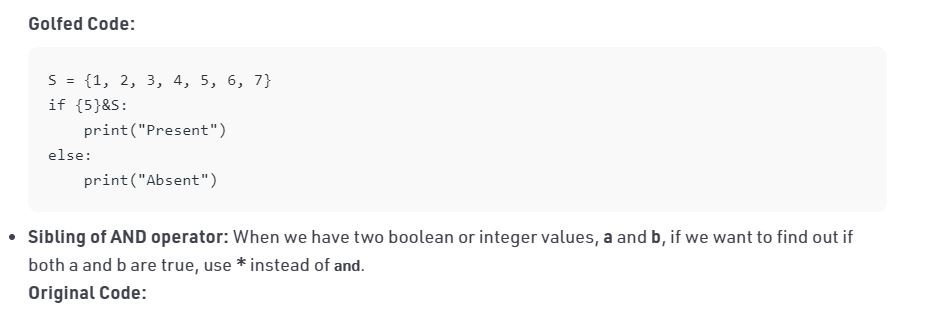 Golfed Code:
S = {1, 2, 3, 4, 5, 6, 7}
if {5}&S:
    print("Present")
else:
    print("Absent")
• Sibling of AND operator: When we have two boolean or integer values, a and b, if we want to find out if
both a and b are true, use * instead of and.
Original Code: